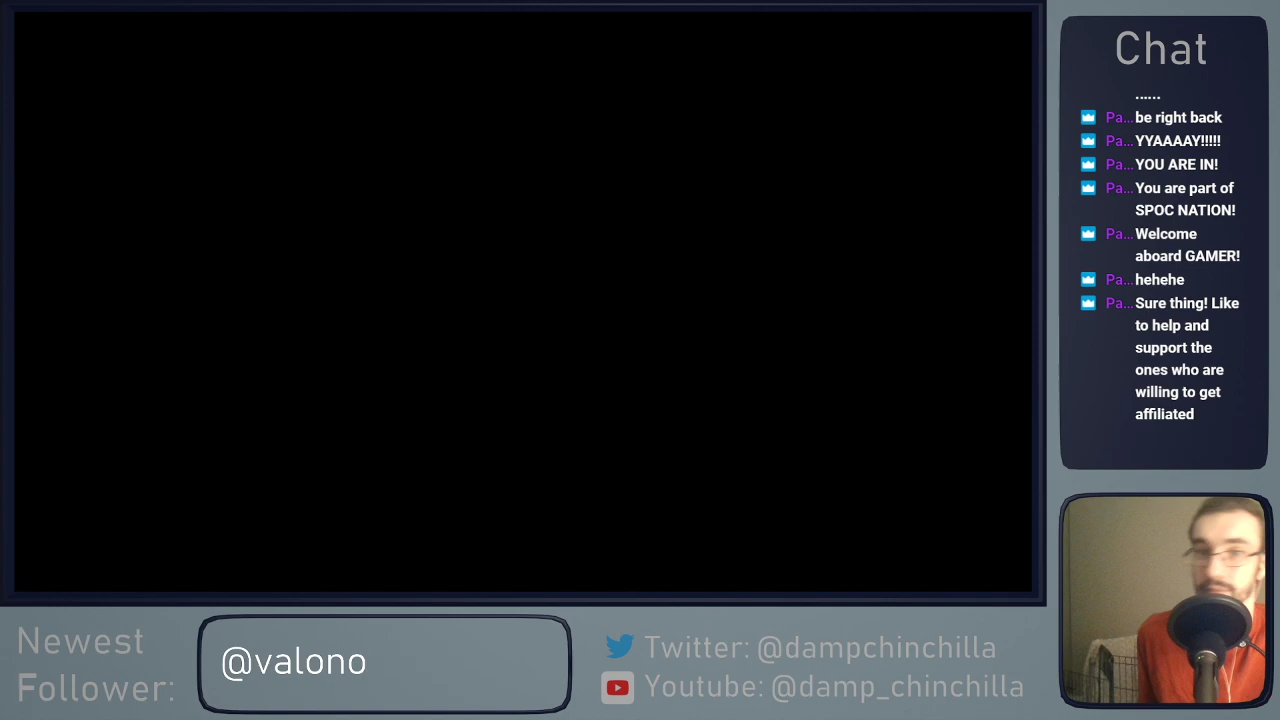 Chat
......
Pa... be right back
Pa... YYAAAAY!!!!!
Pa... YOU ARE IN!
Pa... You are part of
SPOC NATION!
Pa... Welcome
aboard GAMER!
Pa... hehehe
Pa... Sure thing! Like
to help and
support the
ones who are
willing to get
affiliated
Newest
Follower:
@valono
Twitter: @dampchinchilla
Youtube: @damp_chinchilla